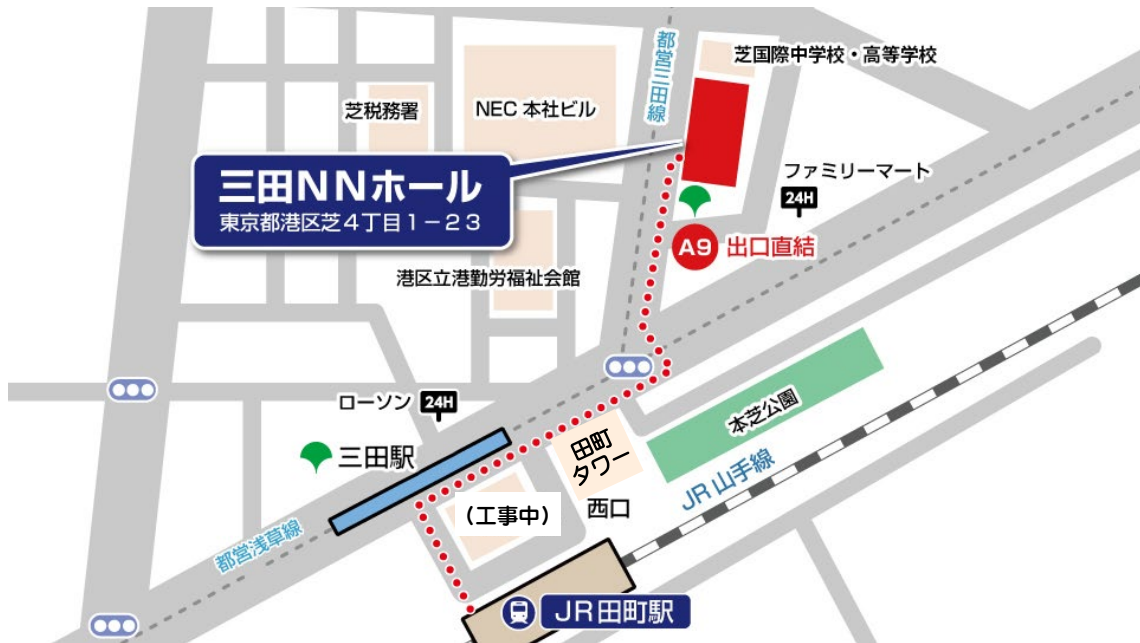 都営三田線
芝国際中学校・高等学校
芝税務署
NEC 本社ビル
三田NNホール
東京都港区芝4丁目1－23
ファミリーマート
24H
A9 出口直結
港区立港勤労福祉会館
ローソン 24H
三田駅
本芝公園
田町
タワー
JR山手線
(工事中)
西口
都営浅草線
JR田町駅